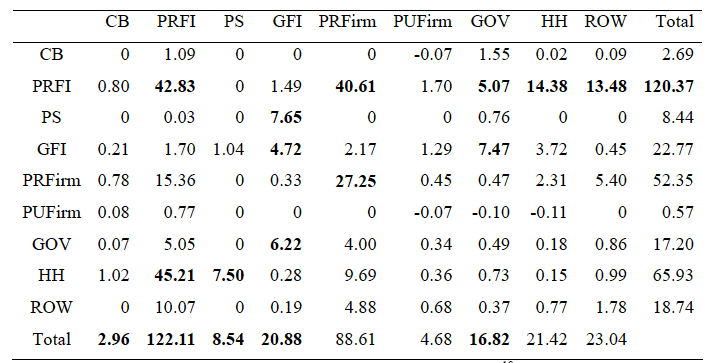 CB PRFI PS GFI PRFirm PUFirm GOV HH ROW Total
CB 0 1.09 0 0 0 -0.07 1.55 0.02 0.09 2.69
PRFI 0.80 42.83 0 1.49 40.61 1.70 5.07 14.38 13.48 120.37
PS 0 0.03 0 7.65 0 0 0.76 0 0 8.44
GFI 0.21 1.70 1.04 4.72 2.17 1.29 7.47 3.72 0.45 22.77
PRFirm 0.78 15.36 0 0.33 27.25 0.45 0.47 2.31 5.40 52.35
PUFirm 0.08 0.77 0 0 0 -0.07 -0.10 -0.11 0 0.57
GOV 0.07 5.05 0 6.22 4.00 0.34 0.49 0.18 0.86 17.20
HH 1.02 45.21 7.50 0.28 9.69 0.36 0.73 0.15 0.99 65.93
ROW 0 10.07 0 0.19 4.88 0.68 0.37 0.77 1.78 18.74
Total 2.96 122.11 8.54 20.88 88.61 4.68 16.82 21.42 23.04